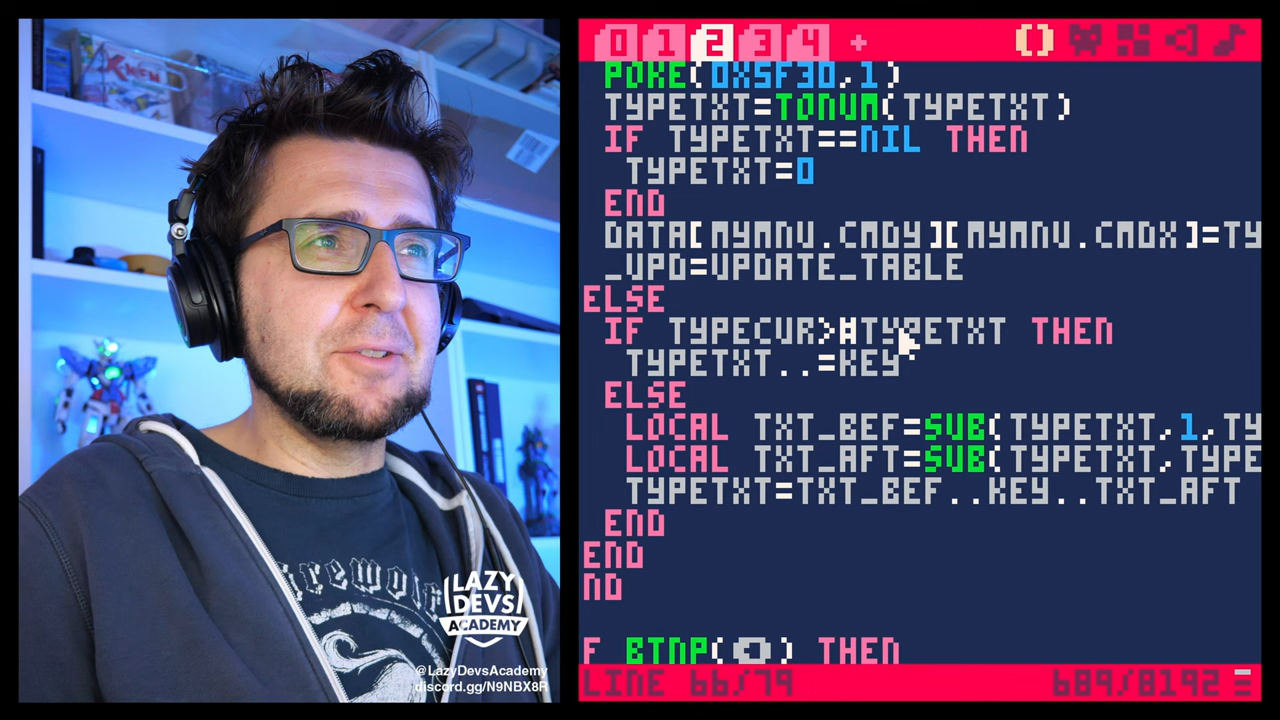 X-MEN
LAZY
DEVS
ACADEMY
@LazyDevsAcademy
discord.gg/N9NBX8R
0 1 2 3 4 +
POKE(0X5F30,1)
TYPETXT=TONUM(TYPETXT)
IF TYPETXT==NIL THEN
TYPETXT=0
END
DATA[MYMNU.CMDY][MYMNU.CMDX]=TY
_UPD=UPDATE_TABLE
ELSE
IF TYPECUR>#TYPETXT THEN
TYPETXT..=KEY
ELSE
LOCAL TXT_BEF=SUB(TYPETXT,1,TY
LOCAL TXT_AFT=SUB(TYPETXT,TYPE
TYPETXT=TXT_BEF..KEY..TXT_AFT
END
END
ND
F BTNP(⬅️) THEN
LINE 66/79
689/8192